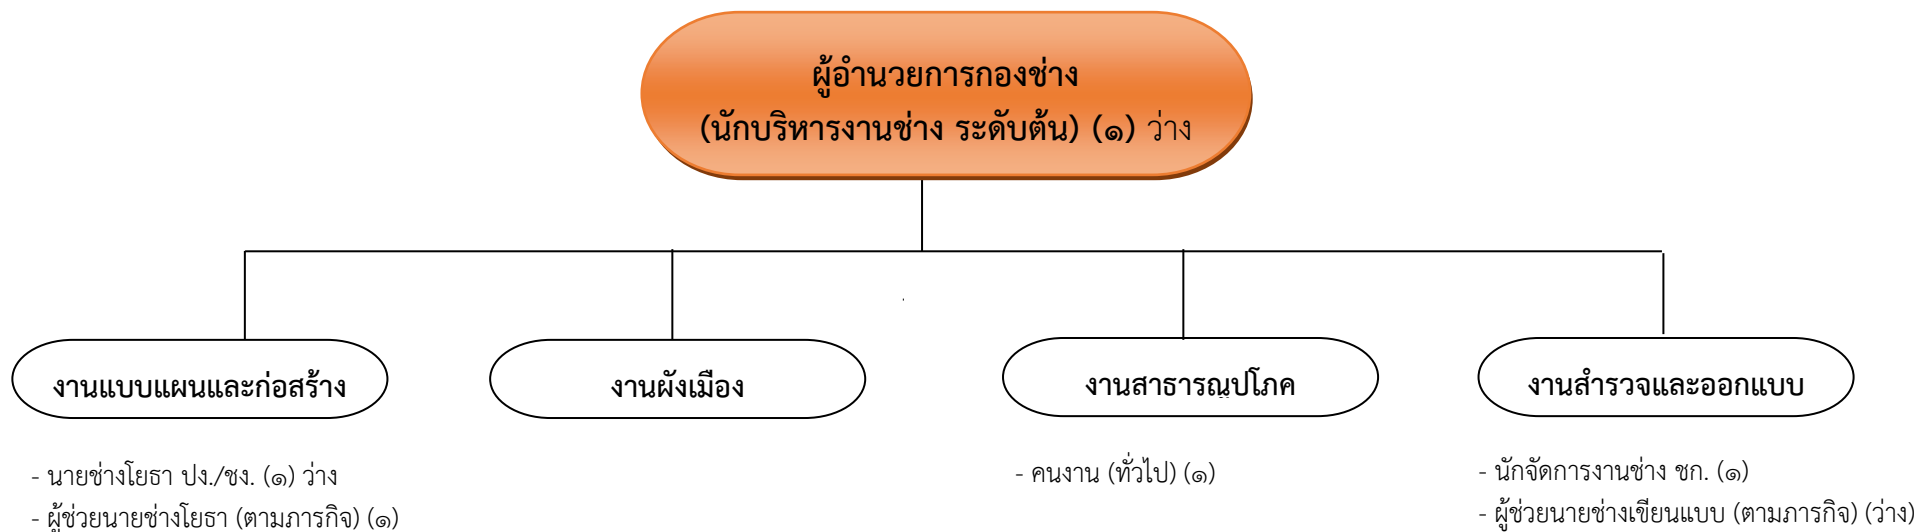 ผู้อำนวยการกองช่าง
(นักบริหารงานช่าง ระดับต้น) (๑) ว่าง
งานแบบแผนและก่อสร้าง
งานผังเมือง
งานสาธารณูปโภค
งานสำรวจและออกแบบ
- นายช่างโยธา ปง./ชง. (๑) ว่าง
- ผู้ช่วยนายช่างโยธา (ตามภารกิจ) (๑)
- คนงาน (ทั่วไป) (๑)
- นักจัดการงานช่าง ชก. (๑)
- ผู้ช่วยนายช่างเขียนแบบ (ตามภารกิจ) (ว่าง)